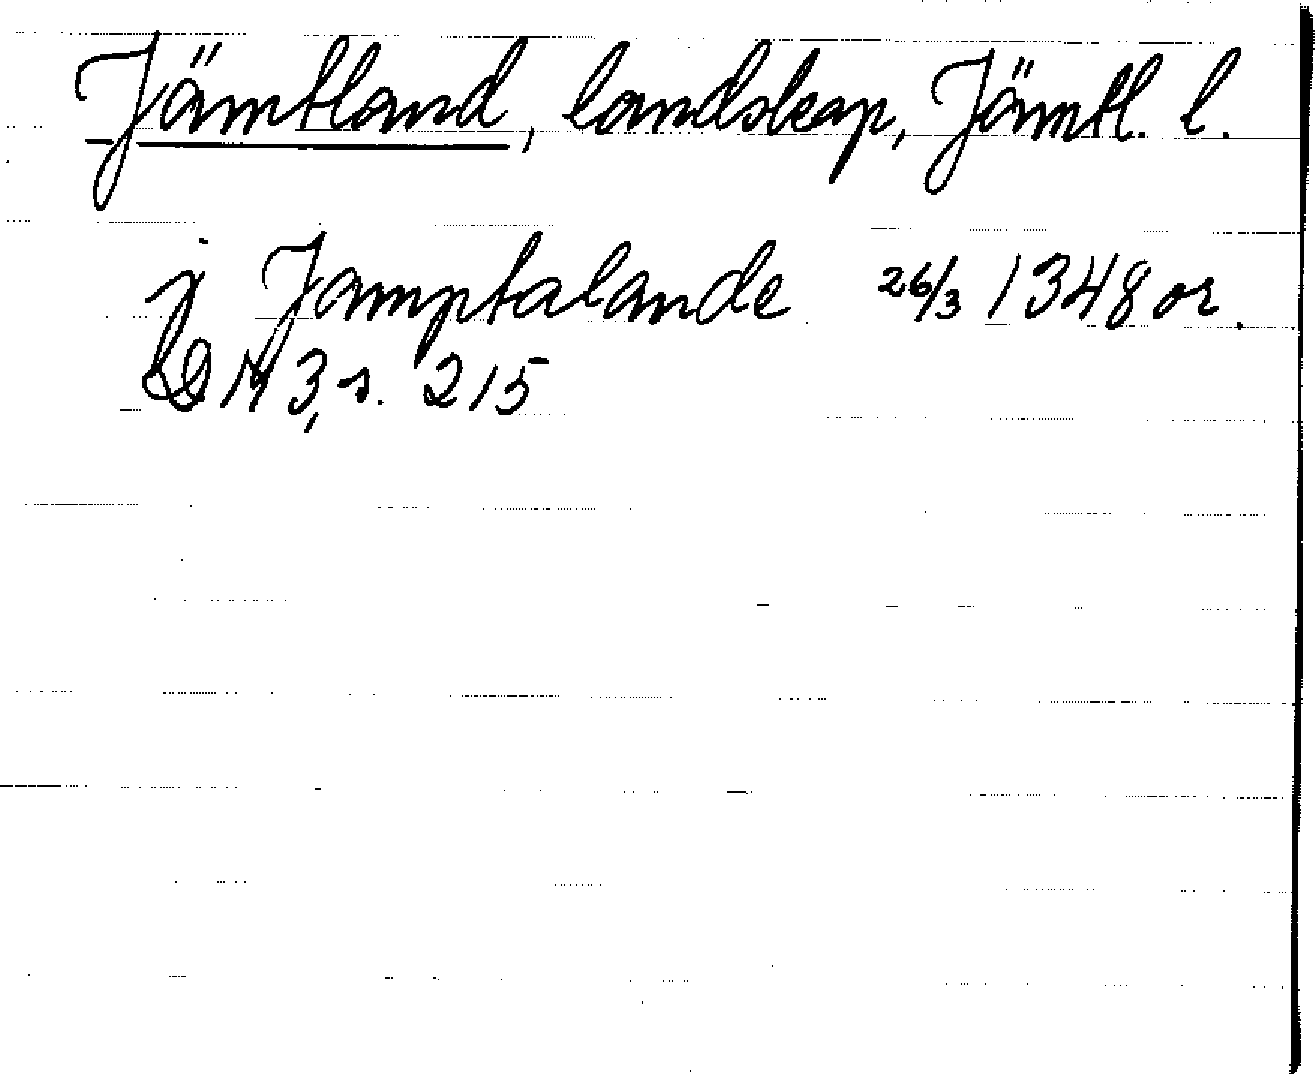 Jämtland, landskap, Jämtl. l.
j Jamptalande 26/3 1348 or.
DN 3, s. 215